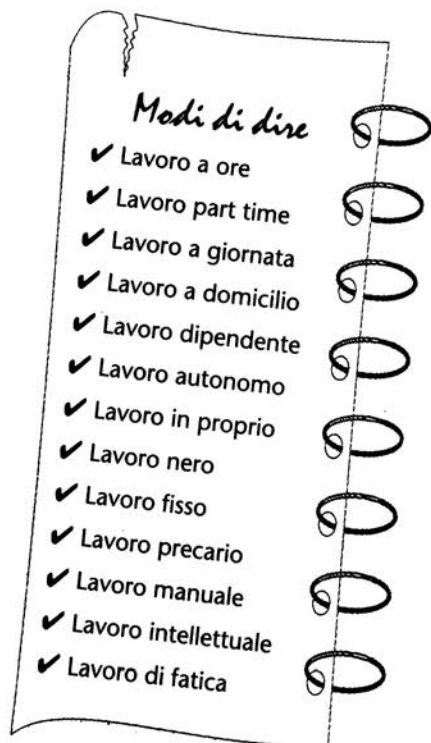 Modi di dire
✔ Lavoro a ore
✔ Lavoro part time
✔ Lavoro a giornata
✔ Lavoro a domicilio
✔ Lavoro dipendente
✔ Lavoro autonomo
✔ Lavoro in proprio
✔ Lavoro nero
✔ Lavoro fisso
✔ Lavoro precario
✔ Lavoro manuale
✔ Lavoro intellettuale
✔ Lavoro di fatica